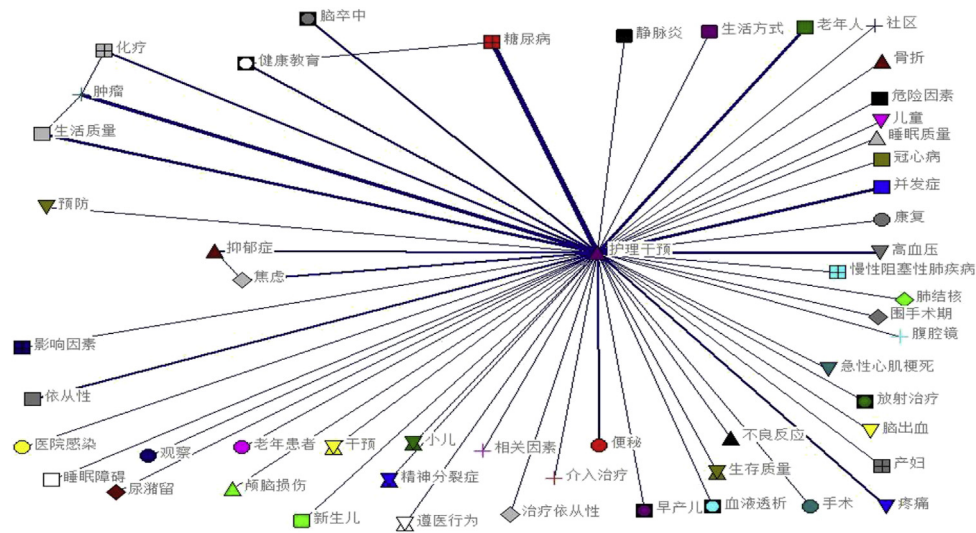 脑卒中
糖尿病
静脉炎
生活方式
老年人
社区
化疗
健康教育
骨折
肿瘤
危险因素
儿童
生活质量
睡眠质量
冠心病
并发症
预防
康复
抑郁症
护理干预
高血压
焦虑
慢性阻塞性肺疾病
肺结核
围手术期
影响因素
腹腔镜
急性心肌梗死
依从性
放射治疗
医院感染
观察
老年患者
干预
小儿
相关因素
便秘
不良反应
脑出血
睡眠障碍
尿潴留
颅脑损伤
精神分裂症
介入治疗
生存质量
产妇
新生儿
遵医行为
治疗依从性
早产儿
血液透析
手术
疼痛